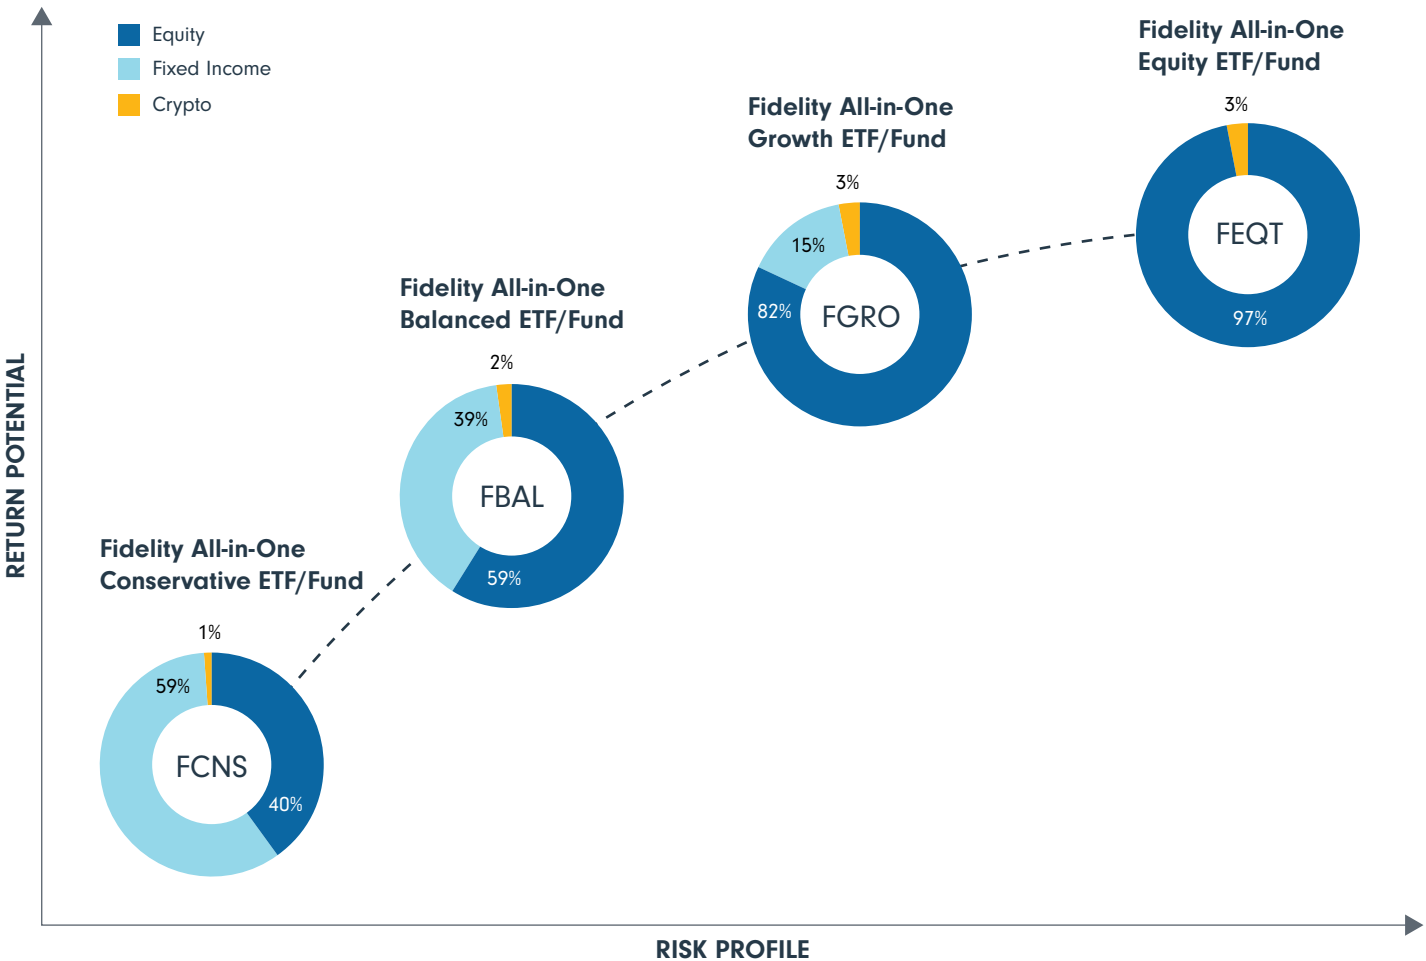 Equity
Fixed Income
Crypto
Fidelity All-in-One
Equity ETF/Fund
3%
FEQT
97%
Fidelity All-in-One
Growth ETF/Fund
3%
15%
82%
FGRO
Fidelity All-in-One
Balanced ETF/Fund
2%
39%
FBAL
59%
Fidelity All-in-One
Conservative ETF/Fund
1%
59%
FCNS
40%
RETURN POTENTIAL
RISK PROFILE